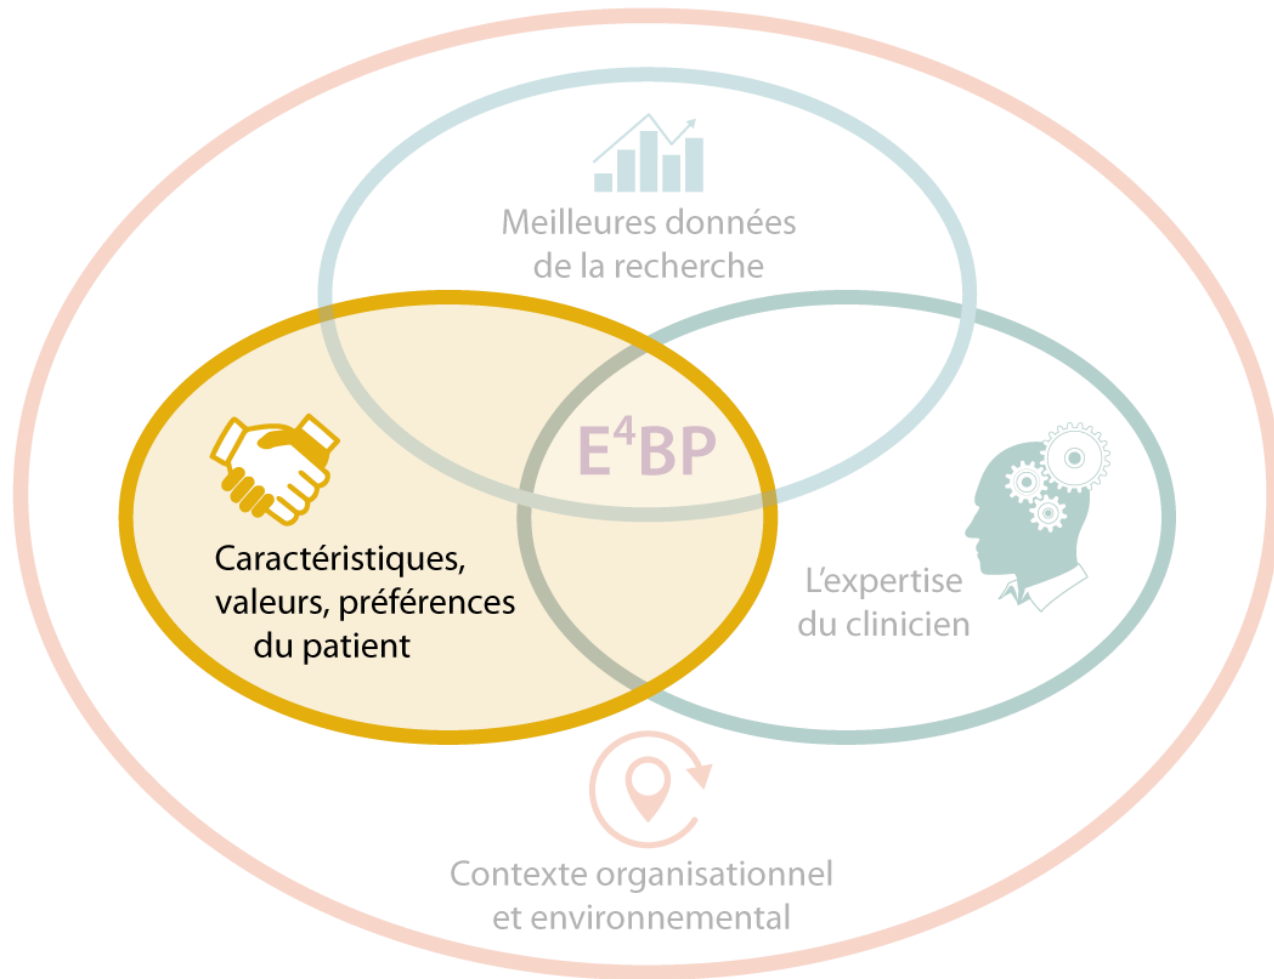 Meilleures données
de la recherche
E⁴BP
Caractéristiques,
valeurs, préférences
du patient
L’expertise
du clinicien
Contexte organisationnel
et environnemental